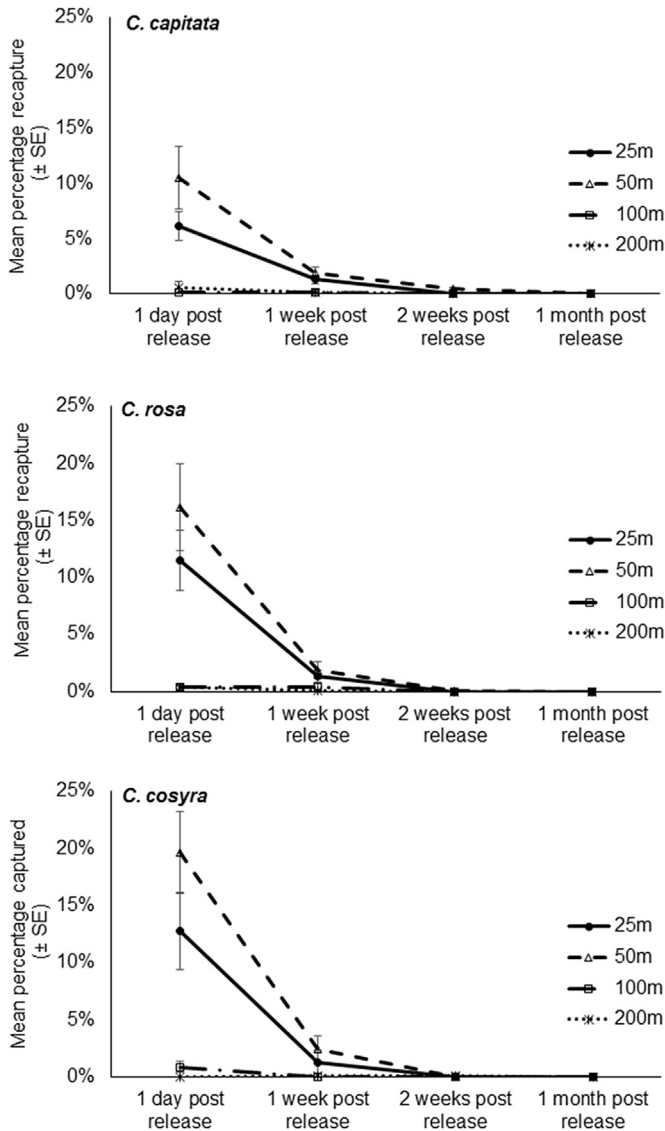 C. capitata
Mean percentage recapture
(± SE)
25%
20%
15%
10%
5%
0%
25m
50m
100m
200m
1 day post
release
1 week post
release
2 weeks post
release
1 month post
release
C. rosa
Mean percentage recapture
(± SE)
25%
20%
15%
10%
5%
0%
25m
50m
100m
200m
1 day post
release
1 week post
release
2 weeks post
release
1 month post
release
C. cosyra
Mean percentage captured
(± SE)
25%
20%
15%
10%
5%
0%
25m
50m
100m
200m
1 day post
release
1 week post
release
2 weeks post
release
1 month post
release